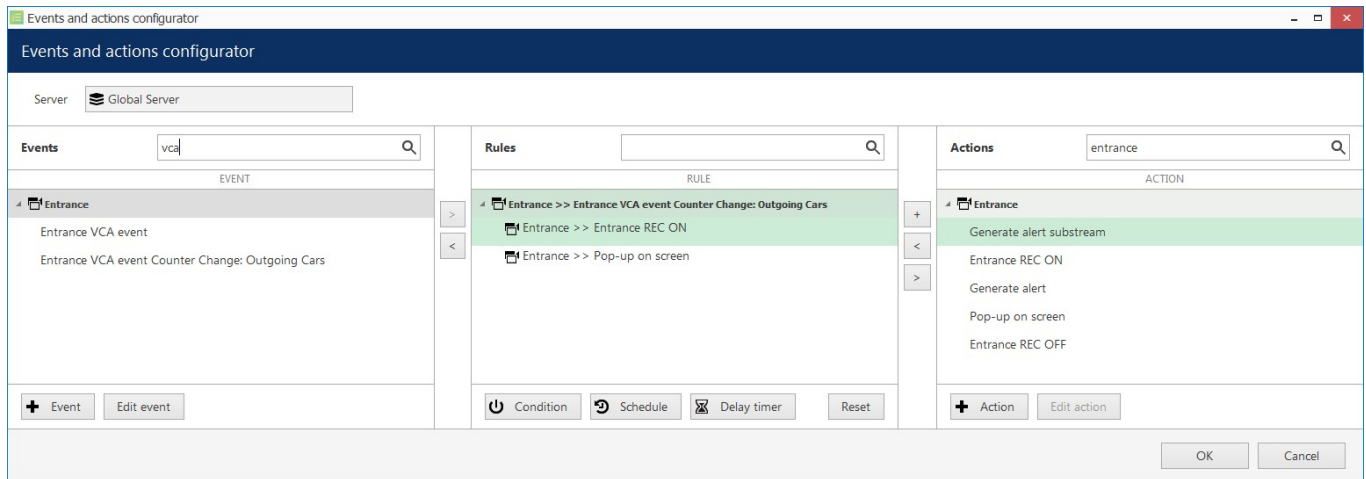 Events and actions configurator
Events and actions configurator
Server Global Server
Events vca
EVENT
Entrance
Entrance VCA event
Entrance VCA event Counter Change: Outgoing Cars
+ Event Edit event
>
<
Rules
RULE
Entrance >> Entrance VCA event Counter Change: Outgoing Cars
Entrance >> Entrance REC ON
Entrance >> Pop-up on screen
Condition Schedule Delay timer Reset
+
<
>
Actions entrance
ACTION
Entrance
Generate alert substream
Entrance REC ON
Generate alert
Pop-up on screen
Entrance REC OFF
+ Action Edit action
OK Cancel